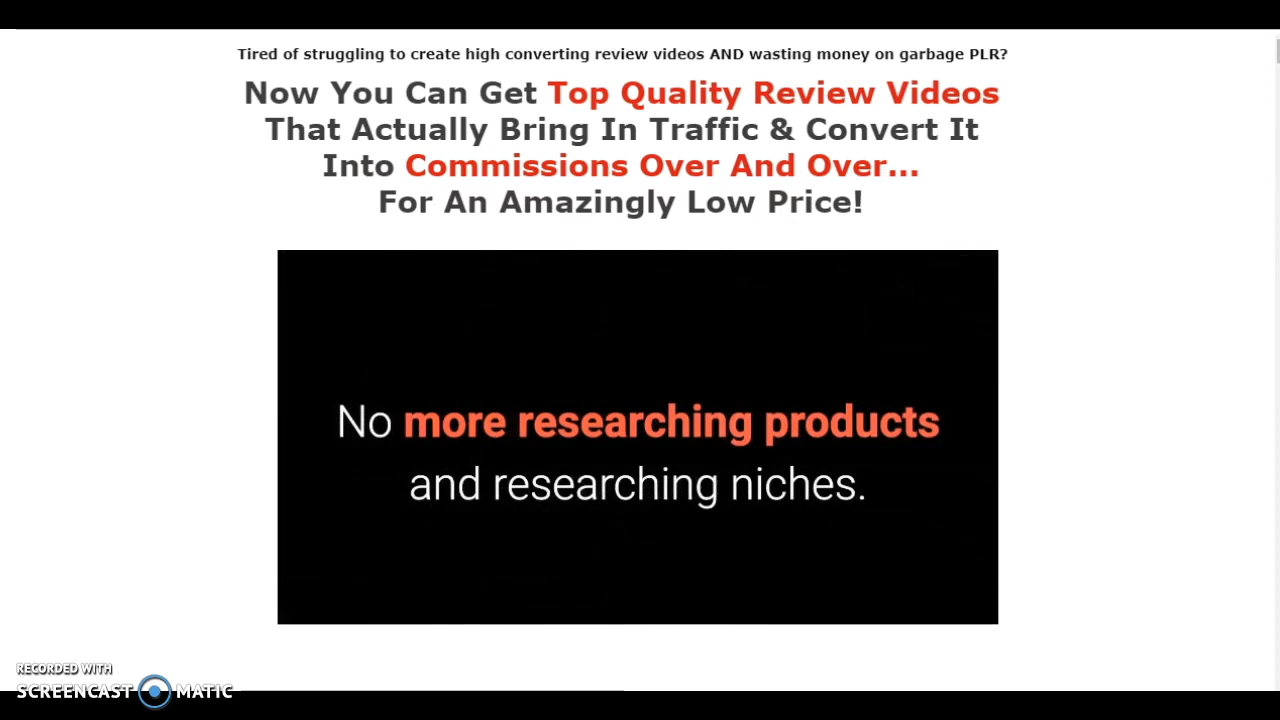 Tired of struggling to create high converting review videos AND wasting money on garbage PLR?
Now You Can Get Top Quality Review Videos
That Actually Bring In Traffic & Convert It
Into Commissions Over And Over...
For An Amazingly Low Price!
No more researching products
and researching niches.
RECORDED WITH
SCREENCAST MATIC